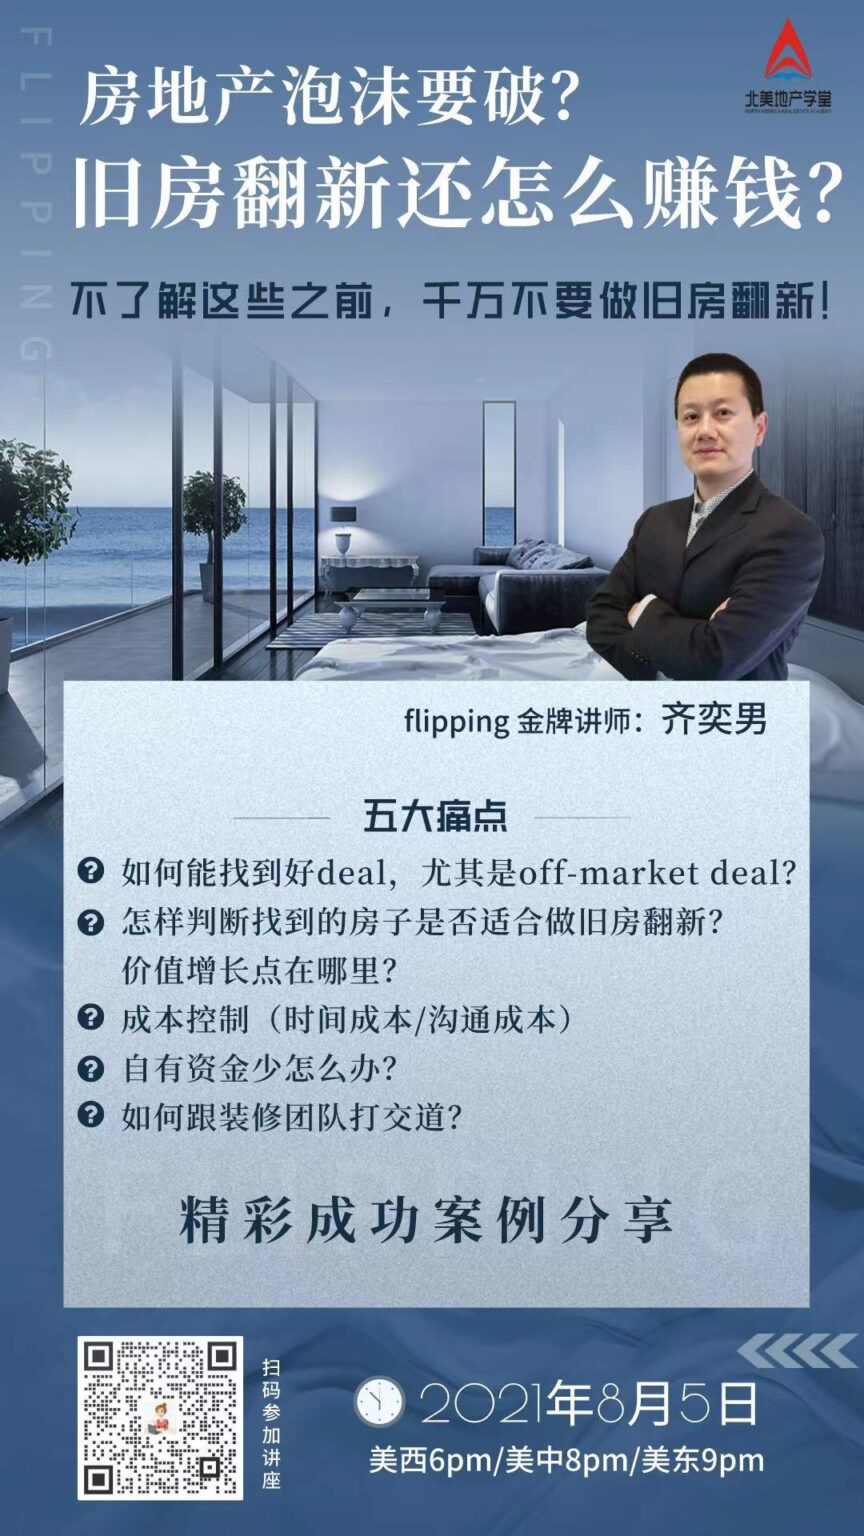 FLIPPING
北美地产学堂
NORTH AMERICA REAL ESTATE ACADEMY
房地产泡沫要破?
旧房翻新还怎么赚钱?
不了解这些之前，千万不要做旧房翻新!
flipping 金牌讲师：齐奕男
五大痛点
如何能找到好deal，尤其是off-market deal?
怎样判断找到的房子是否适合做旧房翻新?
价值增长点在哪里?
成本控制（时间成本/沟通成本）
自有资金少怎么办?
如何跟装修团队打交道?
精彩成功案例分享
扫码参加讲座
2021年8月5日
美西6pm/美中8pm/美东9pm